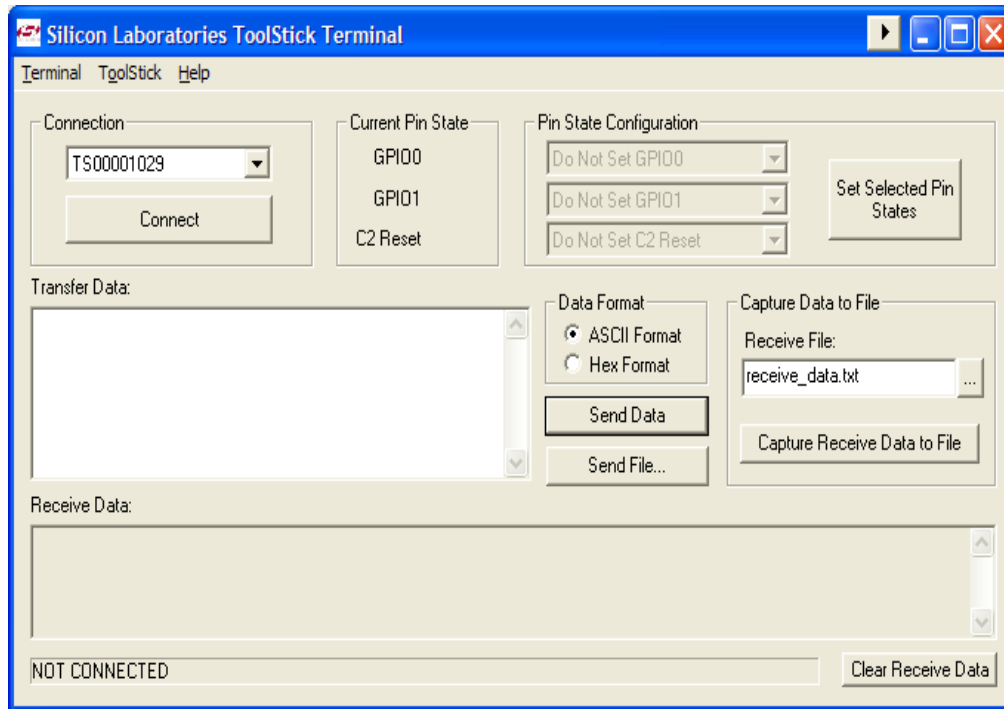 Silicon Laboratories ToolStick Terminal
Terminal ToolStick Help
Connection
TS00001029
Connect
Current Pin State
GPIO0
GPIO1
C2 Reset
Pin State Configuration
Do Not Set GPIO0
Do Not Set GPIO1
Do Not Set C2 Reset
Set Selected Pin
States
Transfer Data:
Data Format
ASCII Format
Hex Format
Send Data
Send File...
Capture Data to File
Receive File:
receive_data.txt
...
Capture Receive Data to File
Receive Data:
NOT CONNECTED
Clear Receive Data